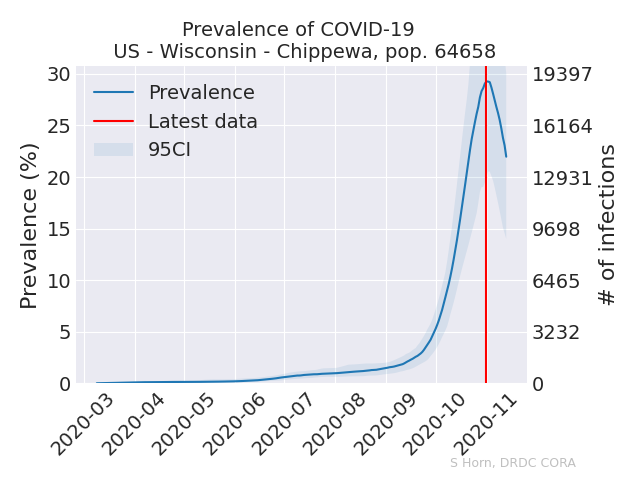 Prevalence of COVID-19
US - Wisconsin - Chippewa, pop. 64658
Prevalence (%)
30
25
20
15
10
5
0
Prevalence
Latest data
95CI
19397
16164
12931
9698
6465
3232
0
# of infections
2020-03
2020-04
2020-05
2020-06
2020-07
2020-08
2020-09
2020-10
2020-11
S Horn, DRDC CORA